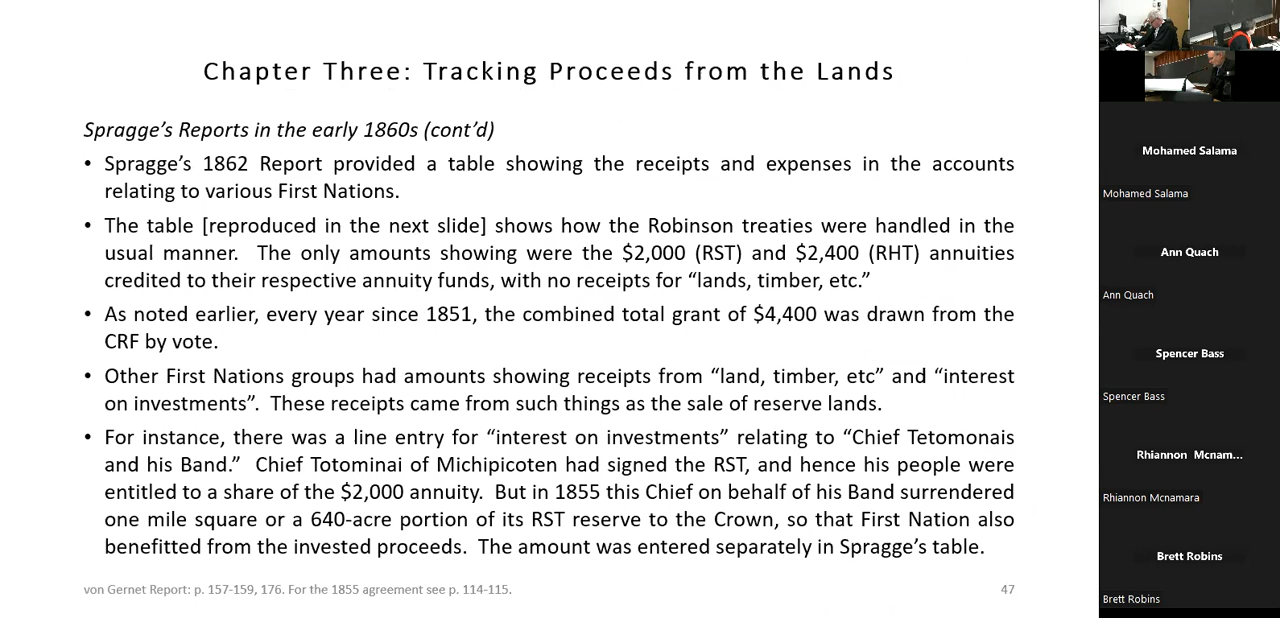 Chapter Three: Tracking Proceeds from the Lands
Spragge’s Reports in the early 1860s (cont’d)
• Spragge’s 1862 Report provided a table showing the receipts and expenses in the accounts
relating to various First Nations.
• The table [reproduced in the next slide] shows how the Robinson treaties were handled in the
usual manner. The only amounts showing were the $2,000 (RST) and $2,400 (RHT) annuities
credited to their respective annuity funds, with no receipts for “lands, timber, etc.”
• As noted earlier, every year since 1851, the combined total grant of $4,400 was drawn from the
CRF by vote.
• Other First Nations groups had amounts showing receipts from “land, timber, etc” and “interest
on investments”. These receipts came from such things as the sale of reserve lands.
• For instance, there was a line entry for “interest on investments” relating to “Chief Tetomonais
and his Band.” Chief Totominai of Michipicoten had signed the RST, and hence his people were
entitled to a share of the $2,000 annuity. But in 1855 this Chief on behalf of his Band surrendered
one mile square or a 640-acre portion of its RST reserve to the Crown, so that First Nation also
benefitted from the invested proceeds. The amount was entered separately in Spragge’s table.
von Gernet Report: p. 157-159, 176. For the 1855 agreement see p. 114-115.
47
Mohamed Salama
Mohamed Salama
Ann Quach
Ann Quach
Spencer Bass
Spencer Bass
Rhiannon Mcnam...
Rhiannon Mcnamara
Brett Robins
Brett Robins